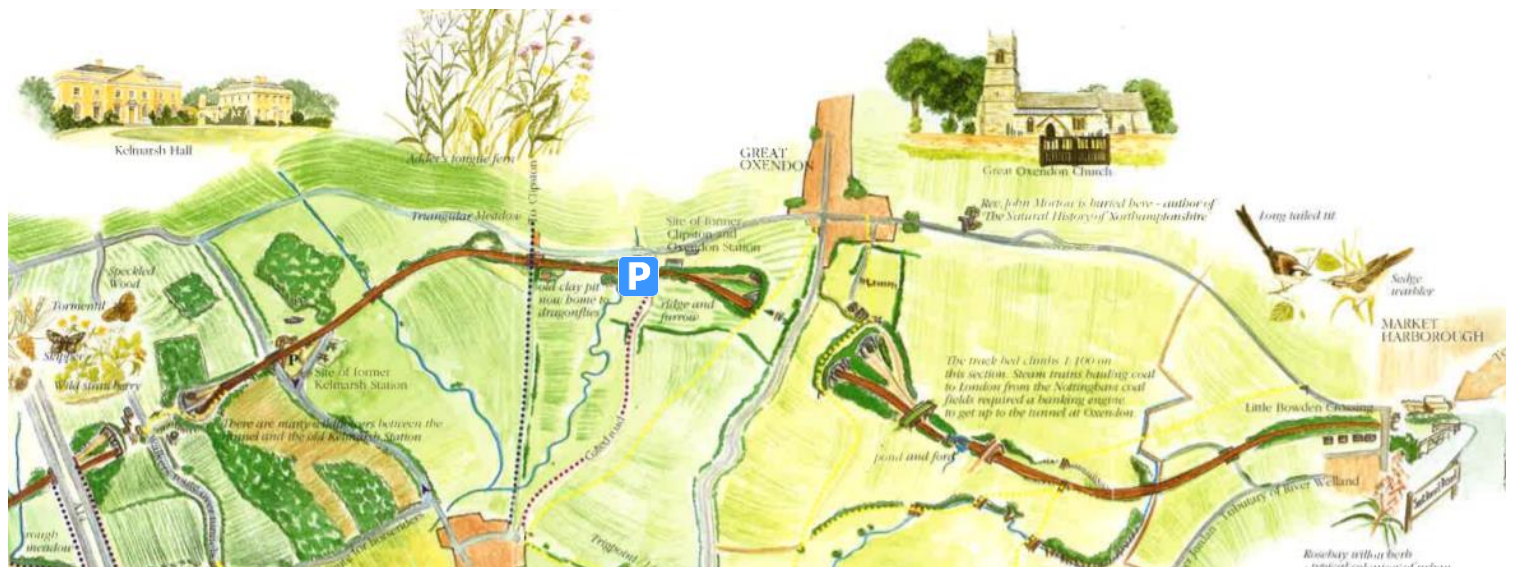 Kelmarsh Hall
Adder's tongue fern
to Clipston
GREAT
OXENDON
Great Oxendon Church
Triangular Meadow
Site of former
Clipston and
Oxendon Station
Rev. John Morton is buried here - author of
'The Natural History of Northamptonshire'
Long tailed tit
Sedge
warbler
MARKET
HARBOROUGH
Speckled
Wood
Tormentil
Skipper
Wild strawberry
P
old clay pit
now home to
dragonflies
P
ridge and
furrow
P
Site of former
Kelmarsh Station
The track bed climbs 1:100 on
this section. Steam trains hauling coal
to London from the Nottingham coal
fields required a banking engine
to get up to the tunnel at Oxendon
There are many wildflowers between the
tunnel and the old Kelmarsh Station
Gated road
pond and ford
Little Bowden Crossing
Tributary of River Welland
rough
meadow
for horseriders
Trigpoint
Rosebay willow herb